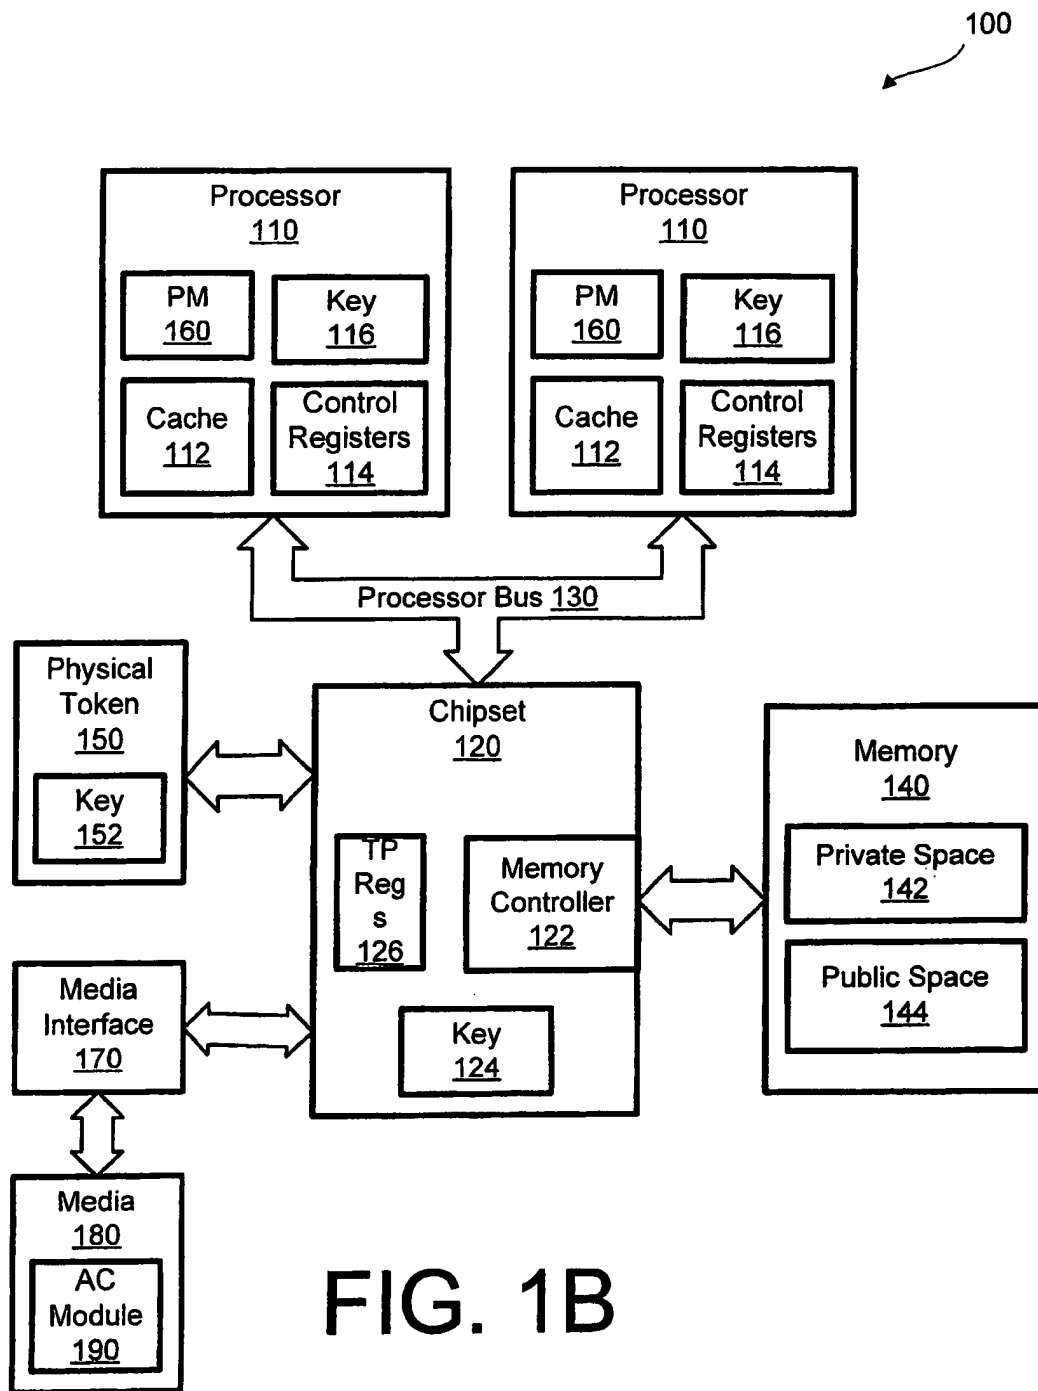 100
Processor
110
PM
160
Key
116
Cache
112
Control
Registers
114
Processor
110
PM
160
Key
116
Cache
112
Control
Registers
114
Processor Bus 130
Physical
Token
150
Key
152
Chipset
120
TP
Reg
s
126
Memory
Controller
122
Key
124
Memory
140
Private Space
142
Public Space
144
Media
Interface
170
Media
180
AC
Module
190
FIG. 1B